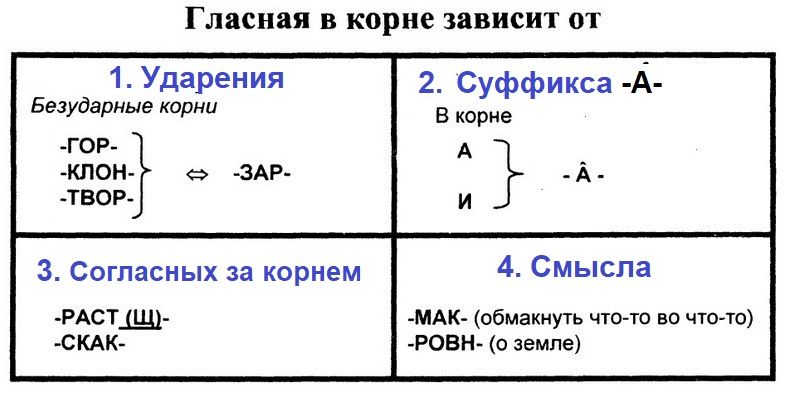 Гласная в корне зависит от
1. Ударения
Безударные корни
-ГОР-
-КЛОН-
-ТВОР-
⇔ -ЗАР-
2. Суффикса -Â-
В корне
А
И
- Â -
3. Согласных за корнем
-РАСТ (Щ)-
-СКАК-
4. Смысла
-МАК- (обмакнуть что-то во что-то)
-РОВН- (о земле)